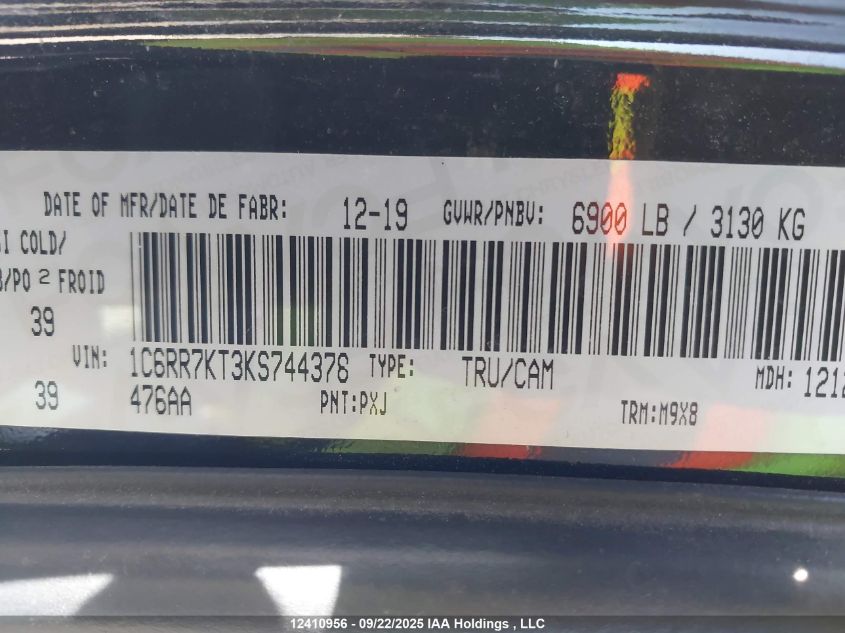 DATE OF MFR/DATE DE FABR: 12-19 GVWR/PNBV: 6900 LB / 3130 KG
SI COLD/
B/PO 2 FROID
39
VIN: 1C6RR7KT3KS744378 TYPE: TRU/CAM MDH: 1212
39 476AA PNT:PXJ TRM:M9X8
12410956 - 09/22/2025 IAA Holdings , LLC